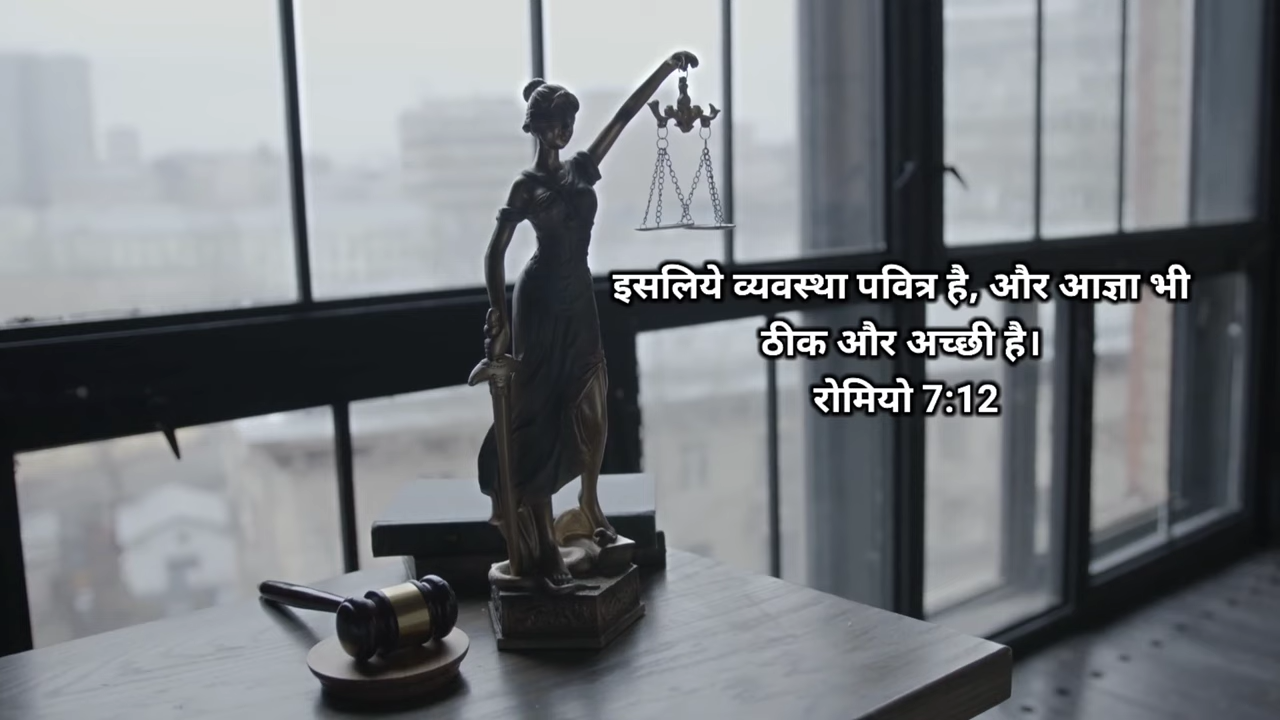 इसलिये व्यवस्था पवित्र है, और आज्ञा भी
ठीक और अच्छी है।
रोमियो 7:12